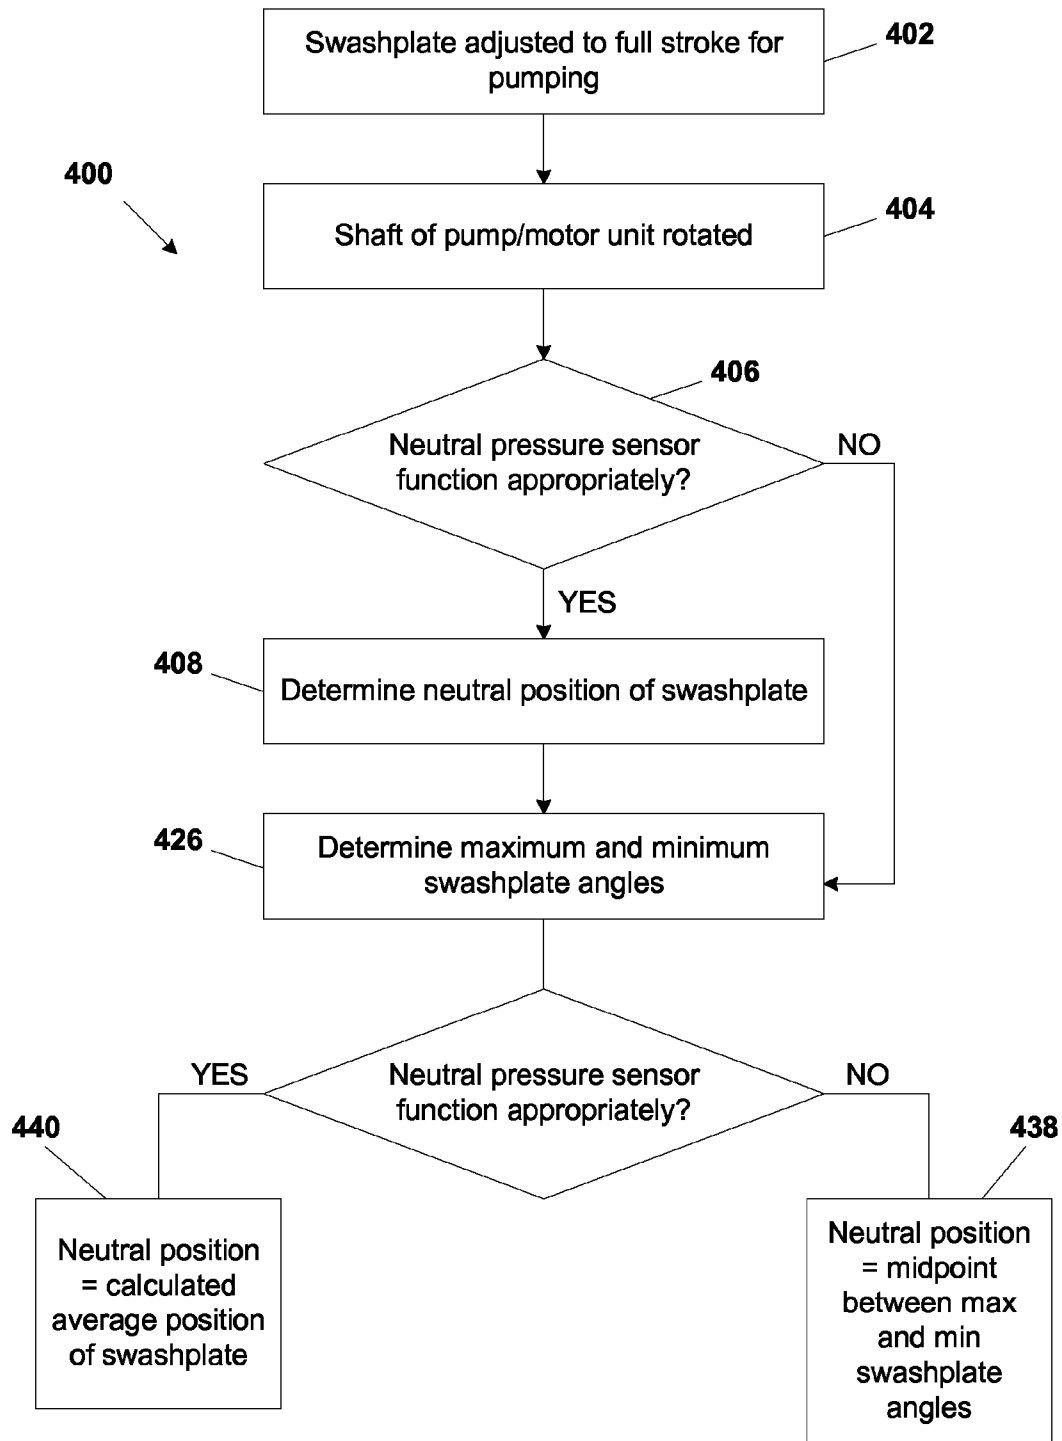 Swashplate adjusted to full stroke for
pumping
402
400
Shaft of pump/motor unit rotated
404
406
Neutral pressure sensor
function appropriately?
NO
YES
408
Determine neutral position of swashplate
426
Determine maximum and minimum
swashplate angles
YES
Neutral pressure sensor
function appropriately?
NO
440
438
Neutral position
= calculated
average position
of swashplate
Neutral position
= midpoint
between max
and min
swashplate
angles